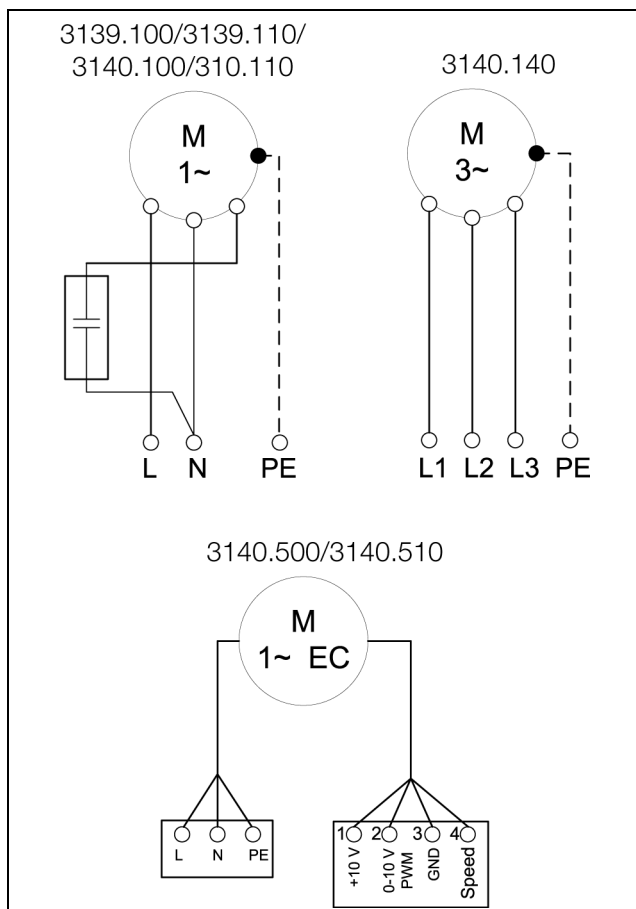 3139.100/3139.110/
3140.100/310.110
M
1~
L N PE
3140.140
M
3~
L1 L2 L3 PE
3140.500/3140.510
M
1~ EC
L N PE
1 2 3 4
+10 V
0-10 V
PWM
GND
Speed